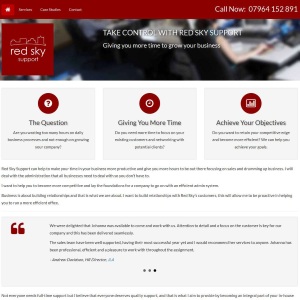 Services
Case Studies
Contact
Call Now: 07964 152 891
red sky
support
TAKE CONTROL WITH RED SKY SUPPORT
Giving you more time to grow your business
The Question
Are you wasting too many hours on daily
business processes and not enough on growing
your company?
Giving You More Time
Do you need more time to focus on your
existing customers and networking with
potential clients?
Achieve Your Objectives
Do you want to retain your competitive edge
and become more efficient? We can help you
achieve your goals.
Red Sky Support can help to make your time in your business more productive and give you more hours to be out there focusing on sales and drumming up business. I will
deal with the administration that all businesses need to deal with so you don't have to.
I want to help you to become more competitive and lay the foundations for a company to go on with an efficient admin system.
Business is about building relationships and that is what we are about. I want to build relationships with Red Sky's customers, this will allow me to be proactive in helping
you to run a more efficient office.
We were delighted that Johanna was available to come and work with us. Attention to detail and a focus on the customer is key for our
company and this has been delivered seamlessly.
The sales team have been well supported, having their most successful year yet and I would recommend her services to anyone. Johanna has
been professional, efficient and a pleasure to work with throughout the assignment.
Not everyone needs full-time support but I believe that everyone deserves quality support, and that is what I aim to provide by becoming an integral part of your in-house